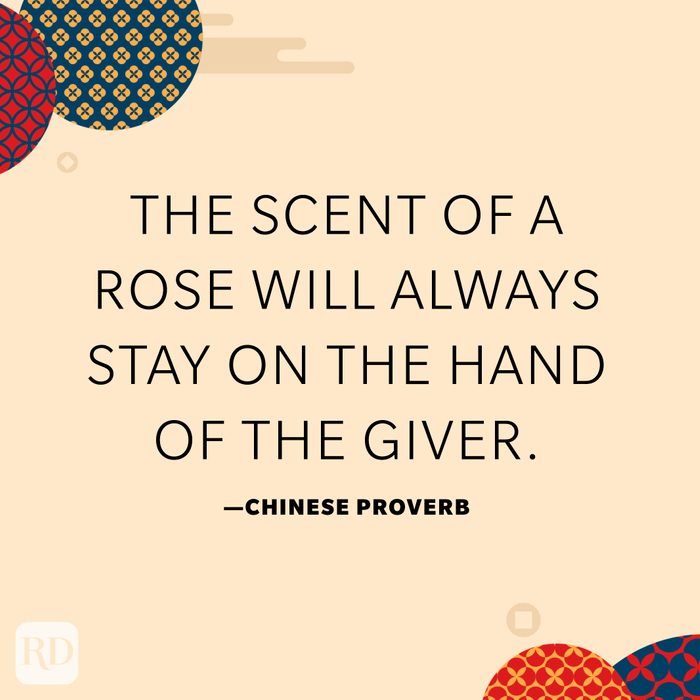 THE SCENT OF A
ROSE WILL ALWAYS
STAY ON THE HAND
OF THE GIVER.
—CHINESE PROVERB
RD